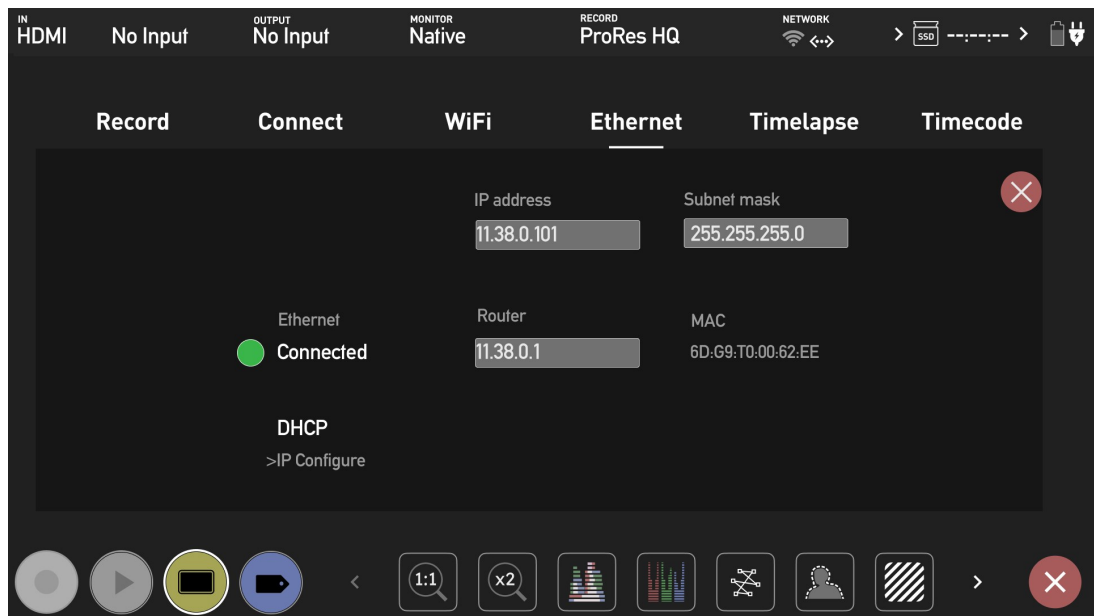 IN OUTPUT MONITOR RECORD NETWORK
HDMI No Input No Input Native ProRes HQ > SSD --:--:-- >
Record Connect WiFi Ethernet Timelapse Timecode
IP address Subnet mask
11.38.0.101 255.255.255.0
Ethernet Router MAC
Connected 11.38.0.1 6D:G9:T0:00:62:EE
DHCP
>IP Configure
< 1:1 x2 >